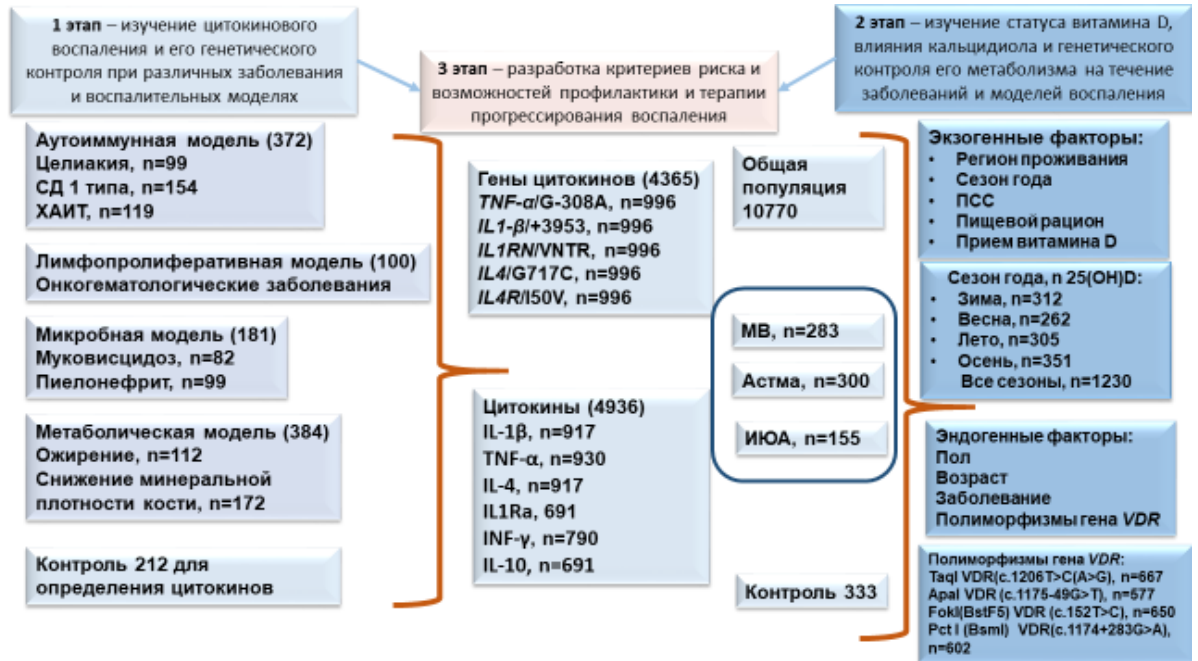 1 этап – изучение цитокинового
воспаления и его генетического
контроля при различных заболевания
и воспалительных моделях
3 этап – разработка критериев риска и
возможностей профилактики и терапии
прогрессирования воспаления
2 этап – изучение статуса витамина D,
влияния кальцидиола и генетического
контроля его метаболизма на течение
заболеваний и моделей воспаления
Аутоиммунная модель (372)
Целиакия, n=99
СД 1 типа, n=154
ХАИТ, n=119
Лимфопролиферативная модель (100)
Онкогематологические заболевания
Микробная модель (181)
Муковисцидоз, n=82
Пиелонефрит, n=99
Метаболическая модель (384)
Ожирение, n=112
Снижение минеральной
плотности кости, n=172
Контроль 212 для
определения цитокинов
Гены цитокинов (4365)
TNF-α/G-308A, n=996
IL1-β/+3953, n=996
IL1RN/VNTR, n=996
IL4/G717C, n=996
IL4R/I50V, n=996
Цитокины (4936)
IL-1β, n=917
TNF-α, n=930
IL-4, n=917
IL1Ra, 691
INF-γ, n=790
IL-10, n=691
Общая
популяция
10770
МВ, n=283
Астма, n=300
ИЮА, n=155
Контроль 333
Экзогенные факторы:
• Регион проживания
• Сезон года
• ПСС
• Пищевой рацион
• Прием витамина D
Сезон года, n 25(OH)D:
• Зима, n=312
• Весна, n=262
• Лето, n=305
• Осень, n=351
Все сезоны, n=1230
Эндогенные факторы:
Пол
Возраст
Заболевание
Полиморфизмы гена VDR
Полиморфизмы гена VDR:
TaqI VDR(c.1206T>C(A>G), n=667
ApaI VDR (c.1175-49G>T), n=577
FokI(BstF5) VDR (c.152T>C), n=650
Pct I (BsmI) VDR(c.1174+283G>A),
n=602